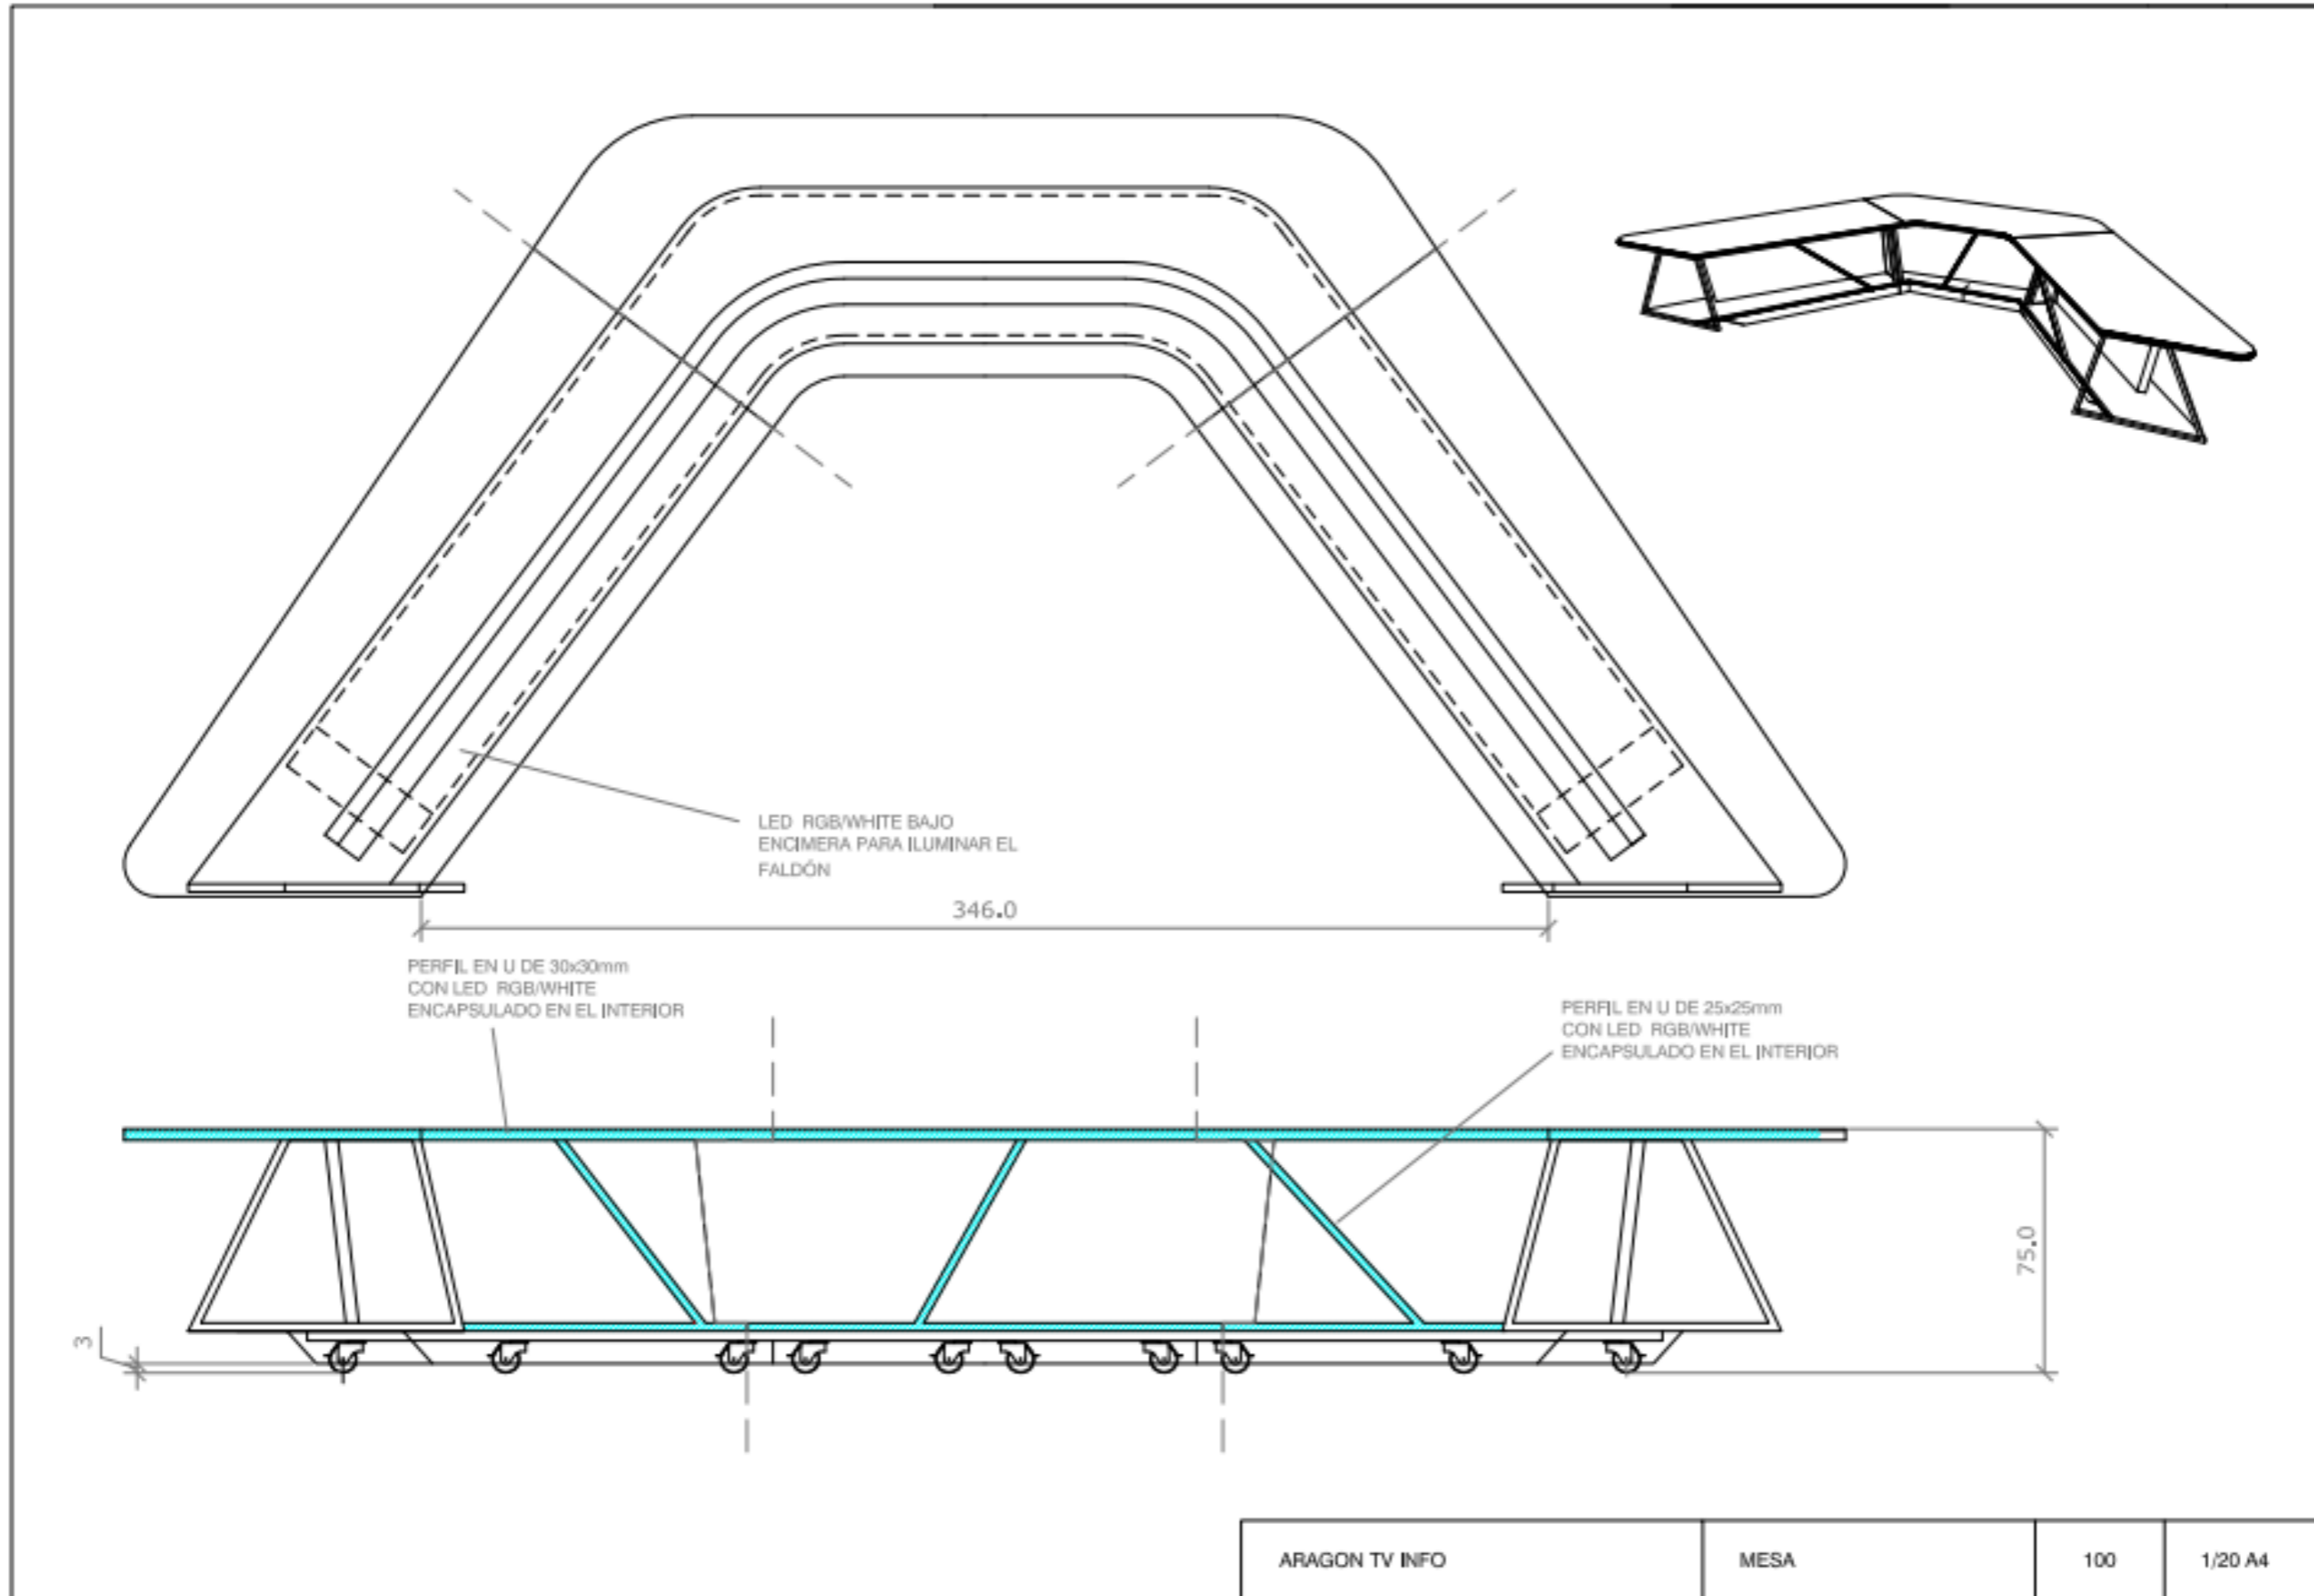 LED RGB/WHITE BAJO
ENCIMERA PARA ILUMINAR EL
FALDÓN
346.0
PERFIL EN U DE 30x30mm
CON LED RGB/WHITE
ENCAPSULADO EN EL INTERIOR
PERFIL EN U DE 25x25mm
CON LED RGB/WHITE
ENCAPSULADO EN EL INTERIOR
75.0
3
ARAGON TV INFO
MESA
100
1/20 A4